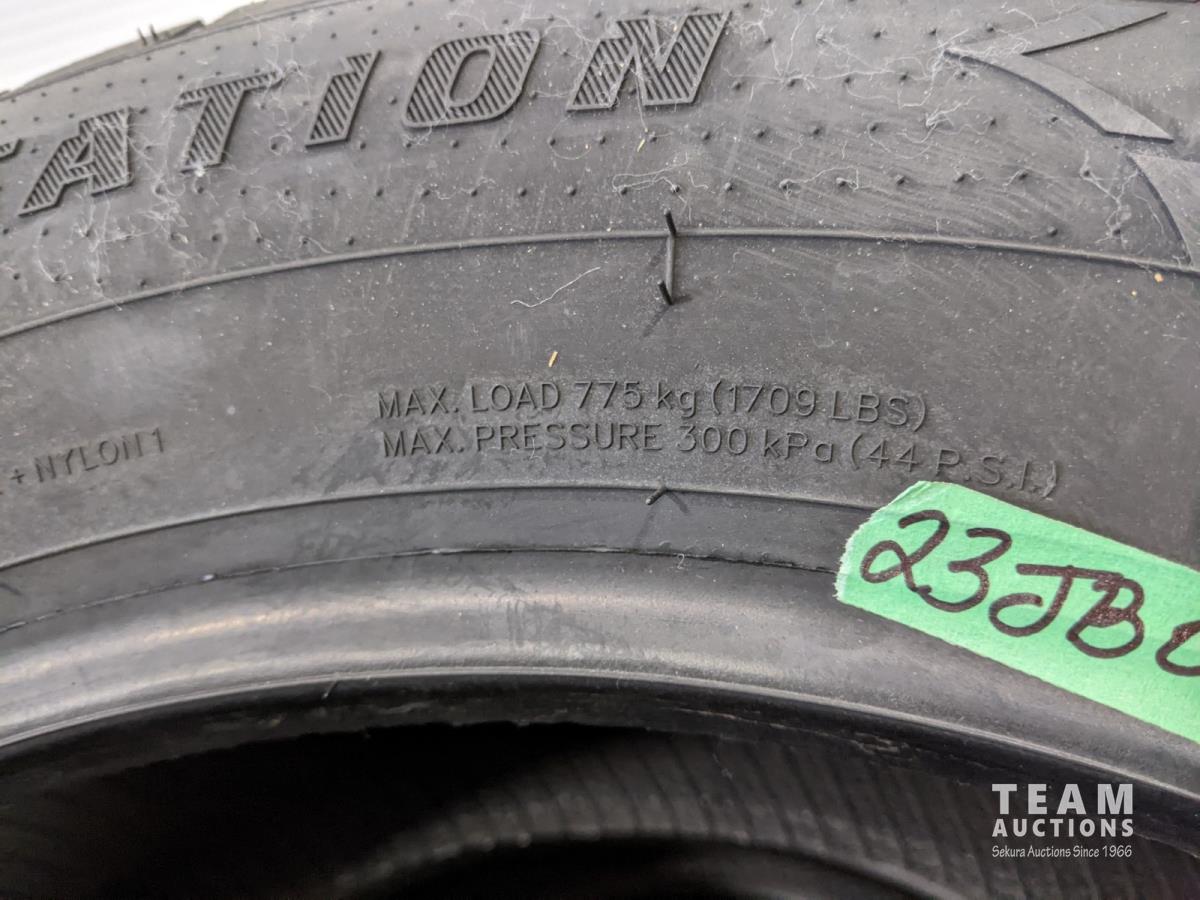 ATION
MAX. LOAD 775 kg (1709 LBS.)
MAX. PRESSURE 300 kPa (44 P.S.I.)
+ NYLON 1
23JB
TEAM
AUCTIONS
Sekura Auctions Since 1966